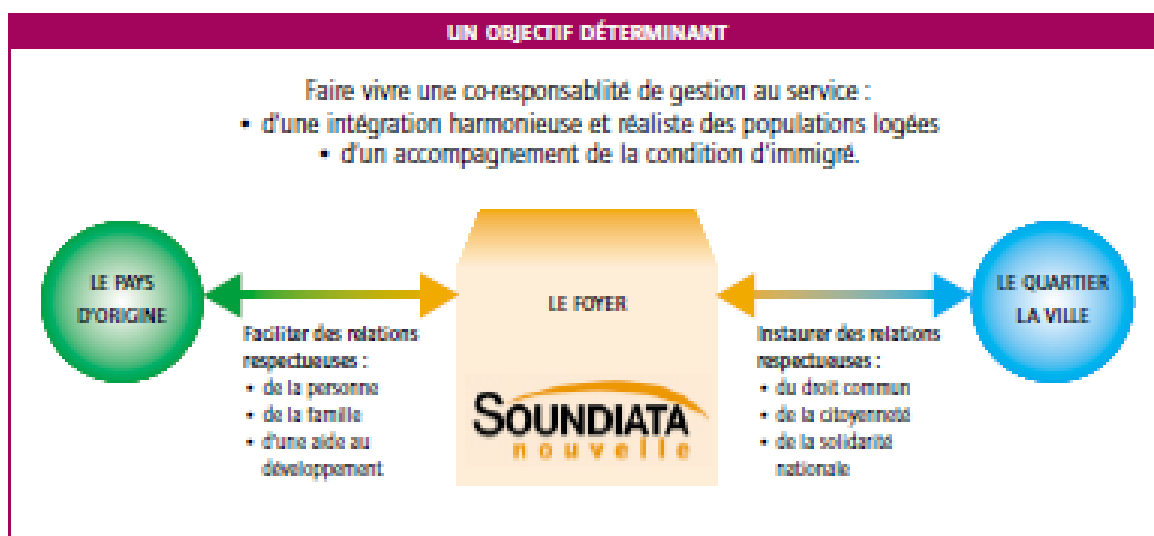 UN OBJECTIF DÉTERMINANT
Faire vivre une co-responsablité de gestion au service :
• d'une intégration harmonieuse et réaliste des populations logées
• d'un accompagnement de la condition d'immigré.
LE PAYS
D'ORIGINE
Faciliter des relations
respectueuses :
• de la personne
• de la famille
• d'une aide au
développement
LE FOYER
SOUNDIATA
nouvelle
Instaurer des relations
respectueuses :
• du droit commun
• de la citoyenneté
• de la solidarité
nationale
LE QUARTIER
LA VILLE